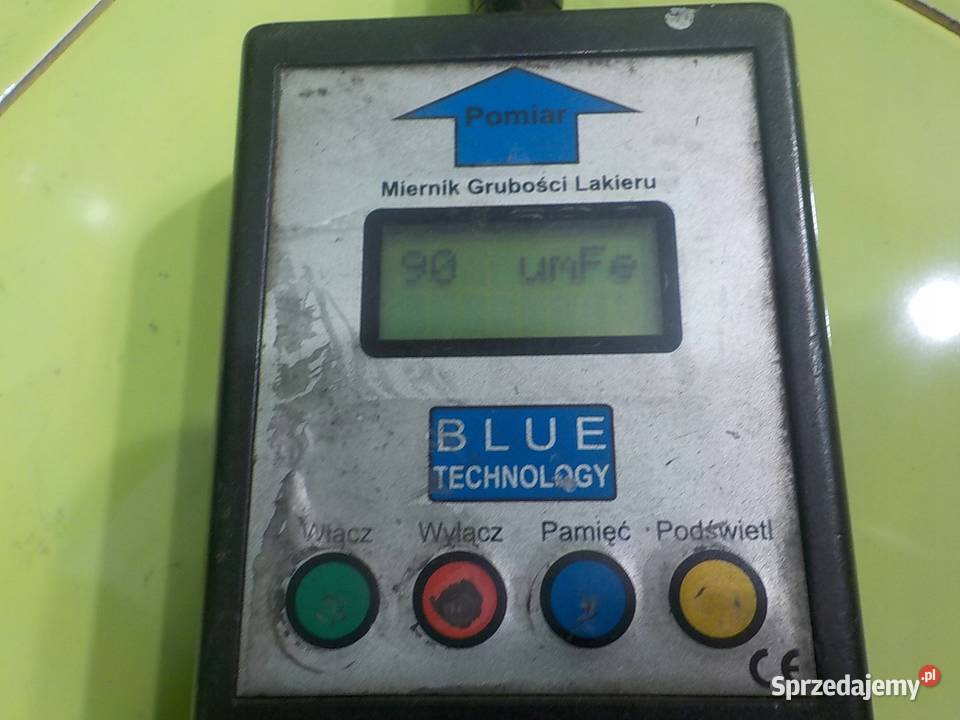 Pomiar
Miernik Grubości Lakieru
90 umFe
BLUE
TECHNOLOGY
Włącz Wyłącz Pamięć Podświetl
CE
Sprzedajemy.pl